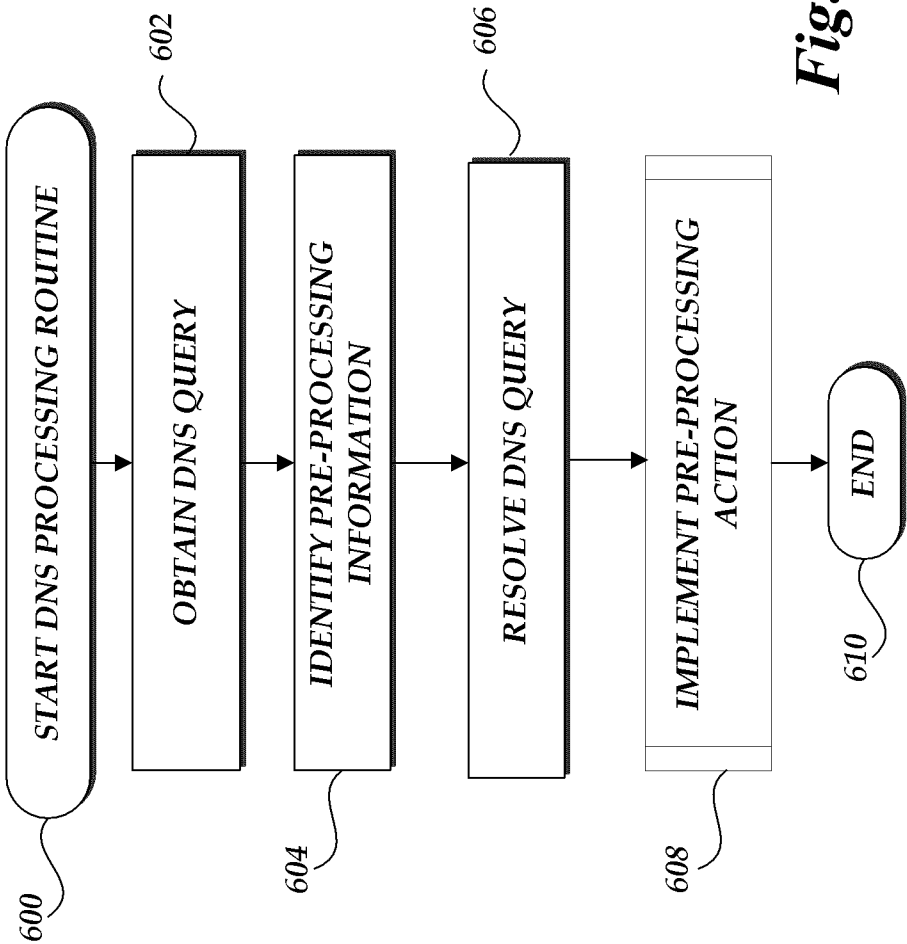 START DNS PROCESSING ROUTINE
600
OBTAIN DNS QUERY
602
IDENTIFY PRE-PROCESSING
INFORMATION
604
RESOLVE DNS QUERY
606
IMPLEMENT PRE-PROCESSING
ACTION
608
END
610
Fig.